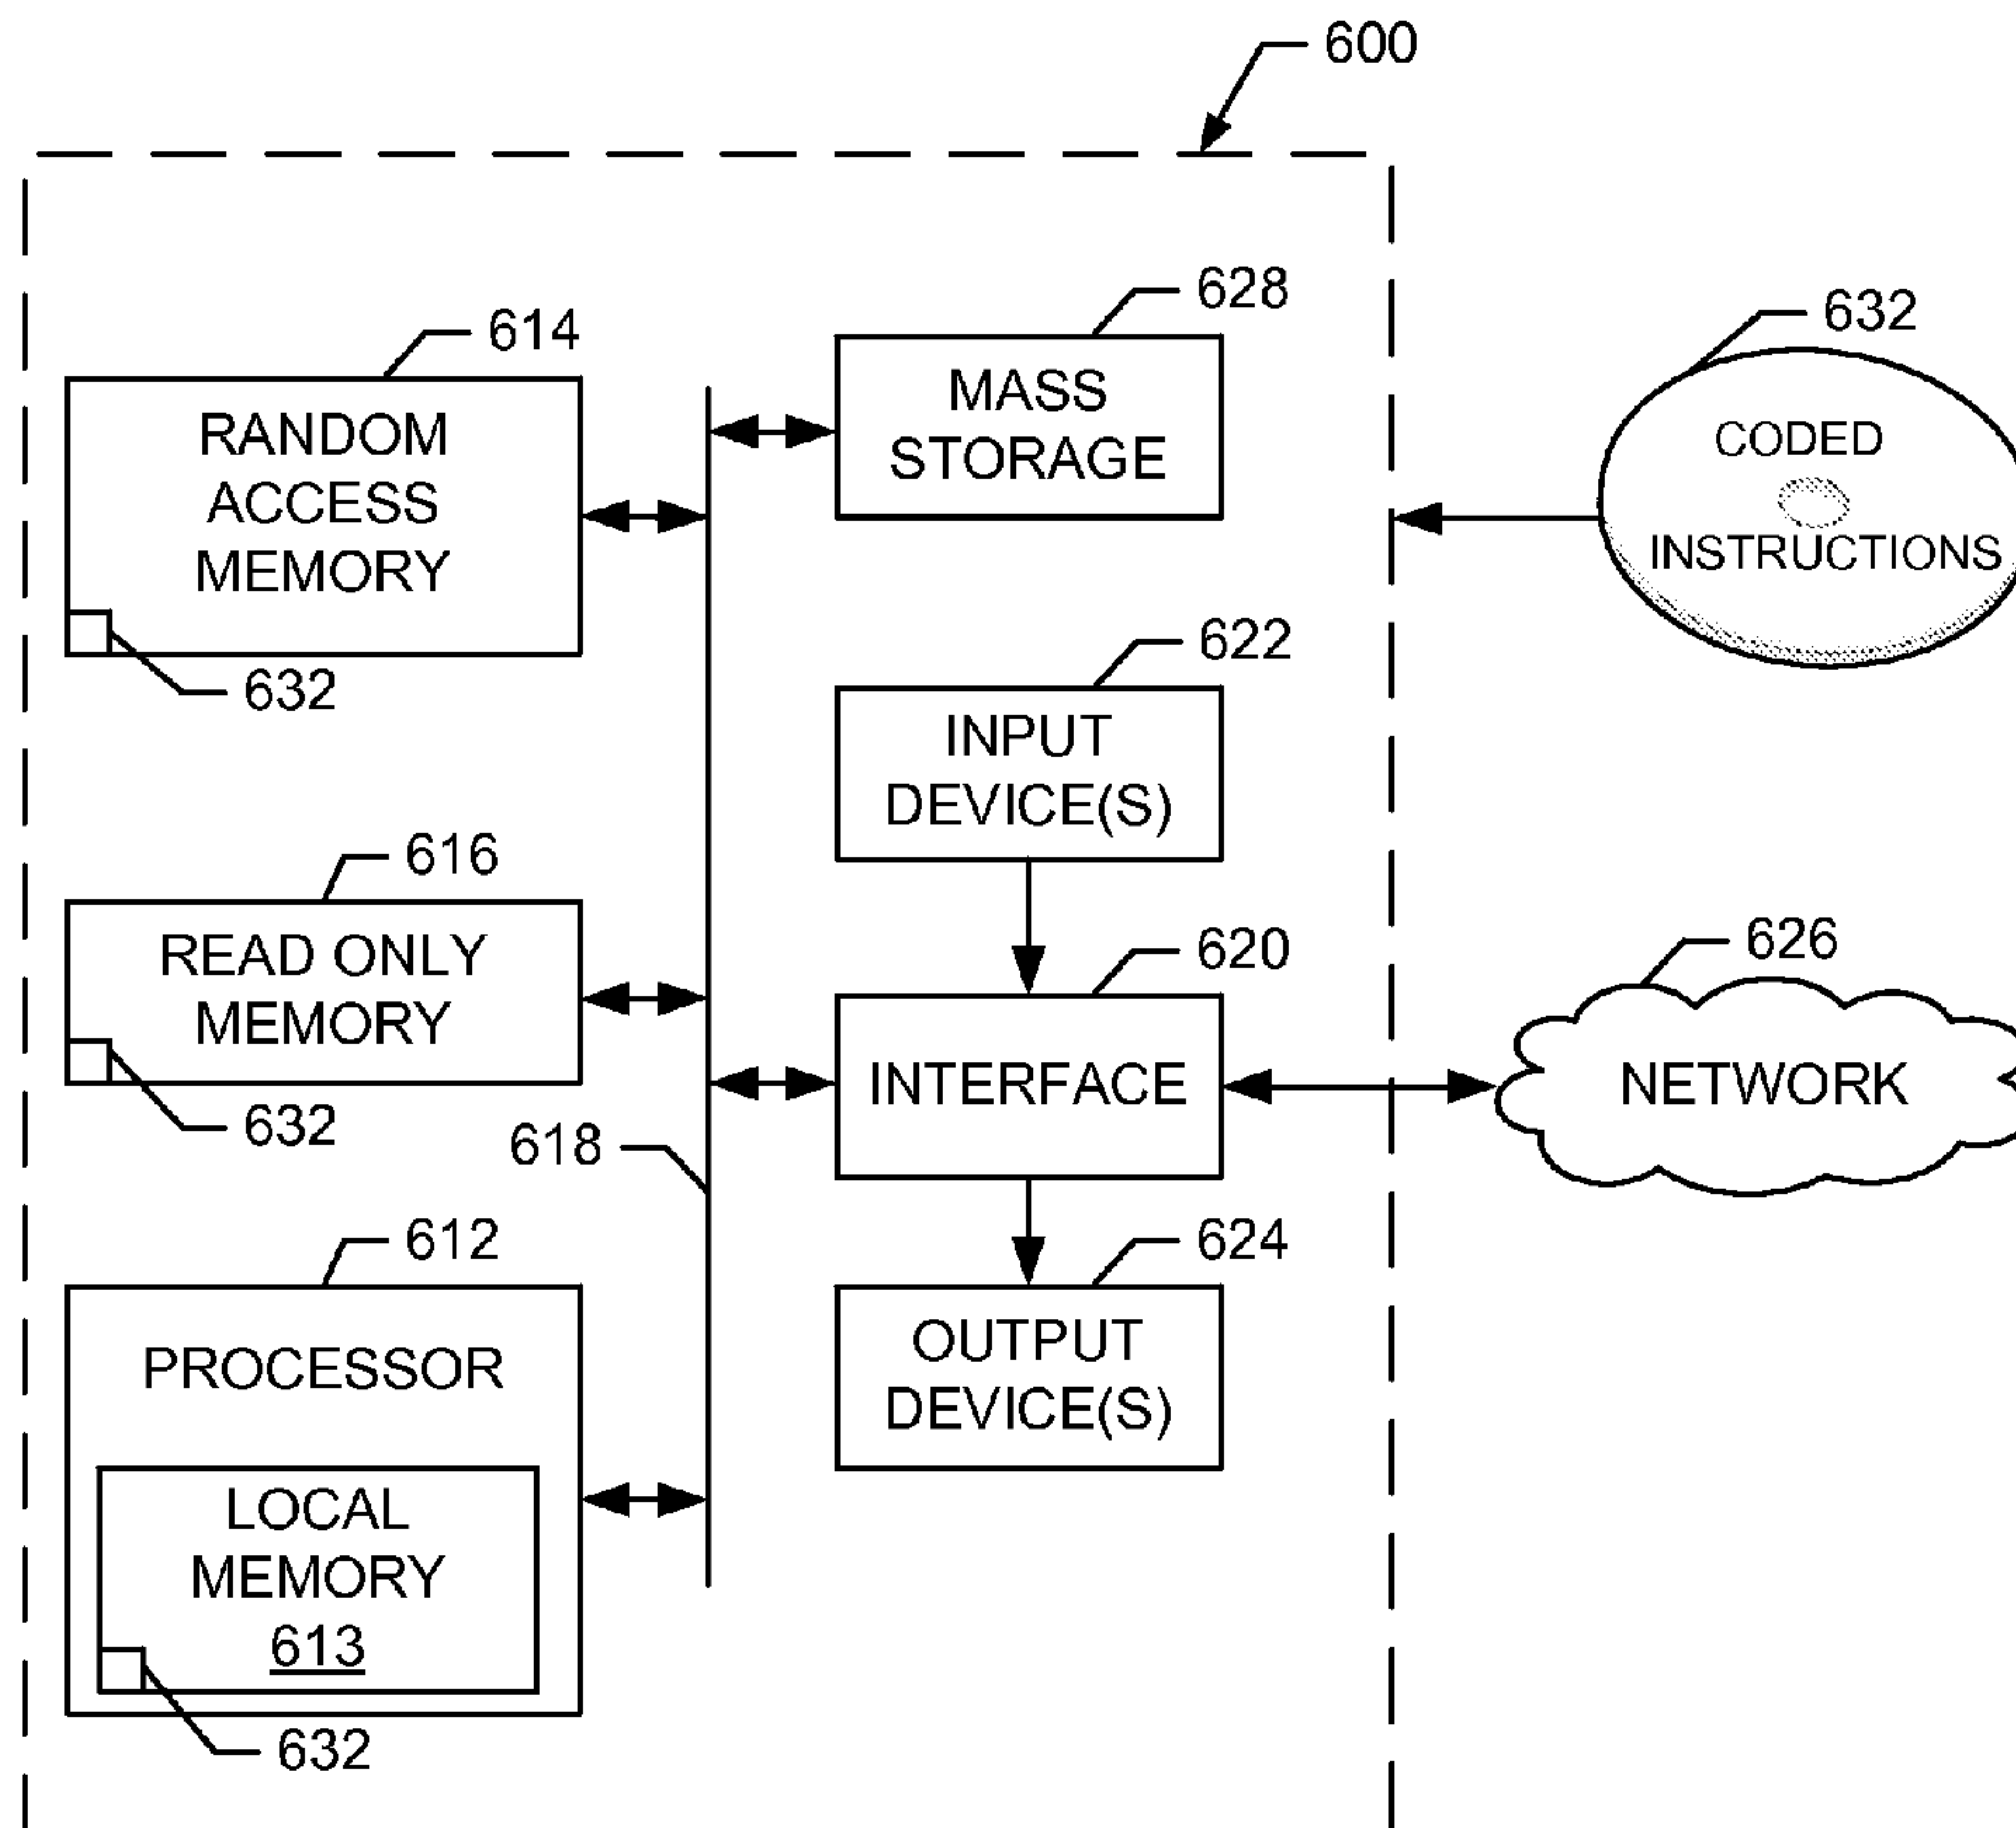 600
628
632
614
MASS
STORAGE
RANDOM
ACCESS
MEMORY
CODED
INSTRUCTIONS
632
622
INPUT
DEVICE(S)
616
READ ONLY
MEMORY
620
626
INTERFACE
NETWORK
632
618
612
624
PROCESSOR
OUTPUT
DEVICE(S)
LOCAL
MEMORY
613
632